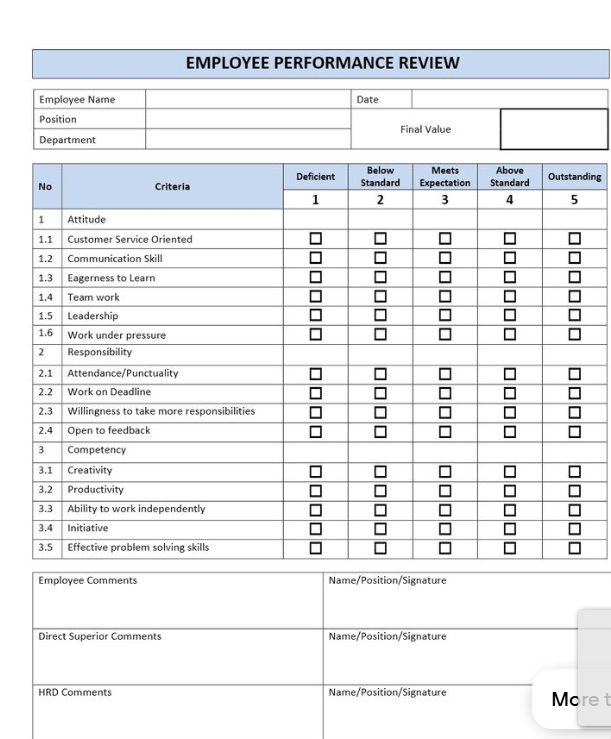 EMPLOYEE PERFORMANCE REVIEW
Employee Name
Date
Position
Final Value
Department
No
Criteria
Deficient
Below Standard
Meets Expectation
Above Standard
Outstanding
1 2 3 4 5
1 Attitude
1.1 Customer Service Oriented
1.2 Communication Skill
1.3 Eagerness to Learn
1.4 Team work
1.5 Leadership
1.6 Work under pressure
2 Responsibility
2.1 Attendance/Punctuality
2.2 Work on Deadline
2.3 Willingness to take more responsibilities
2.4 Open to feedback
3 Competency
3.1 Creativity
3.2 Productivity
3.3 Ability to work independently
3.4 Initiative
3.5 Effective problem solving skills
Employee Comments
Name/Position/Signature
Direct Superior Comments
Name/Position/Signature
HRD Comments
Name/Position/Signature
More